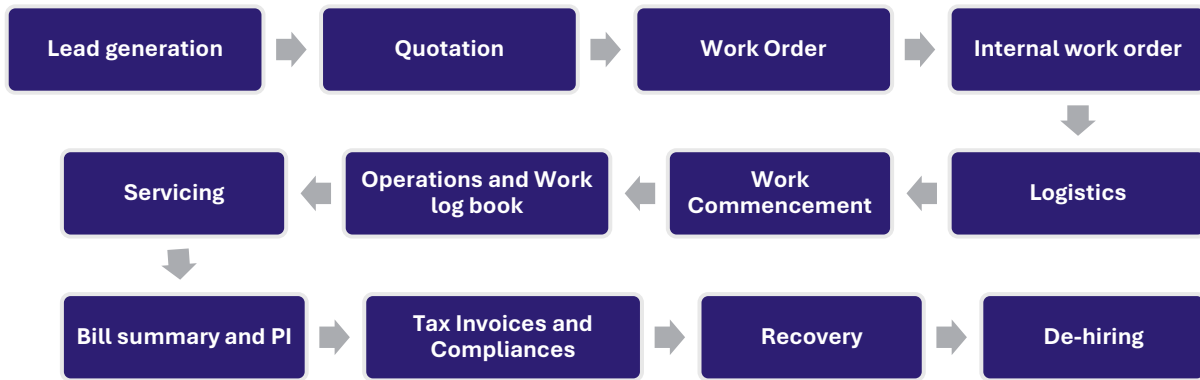 Lead generation
Quotation
Work Order
Internal work order
Logistics
Work
Commencement
Operations and Work
log book
Servicing
Bill summary and PI
Tax Invoices and
Compliances
Recovery
De-hiring